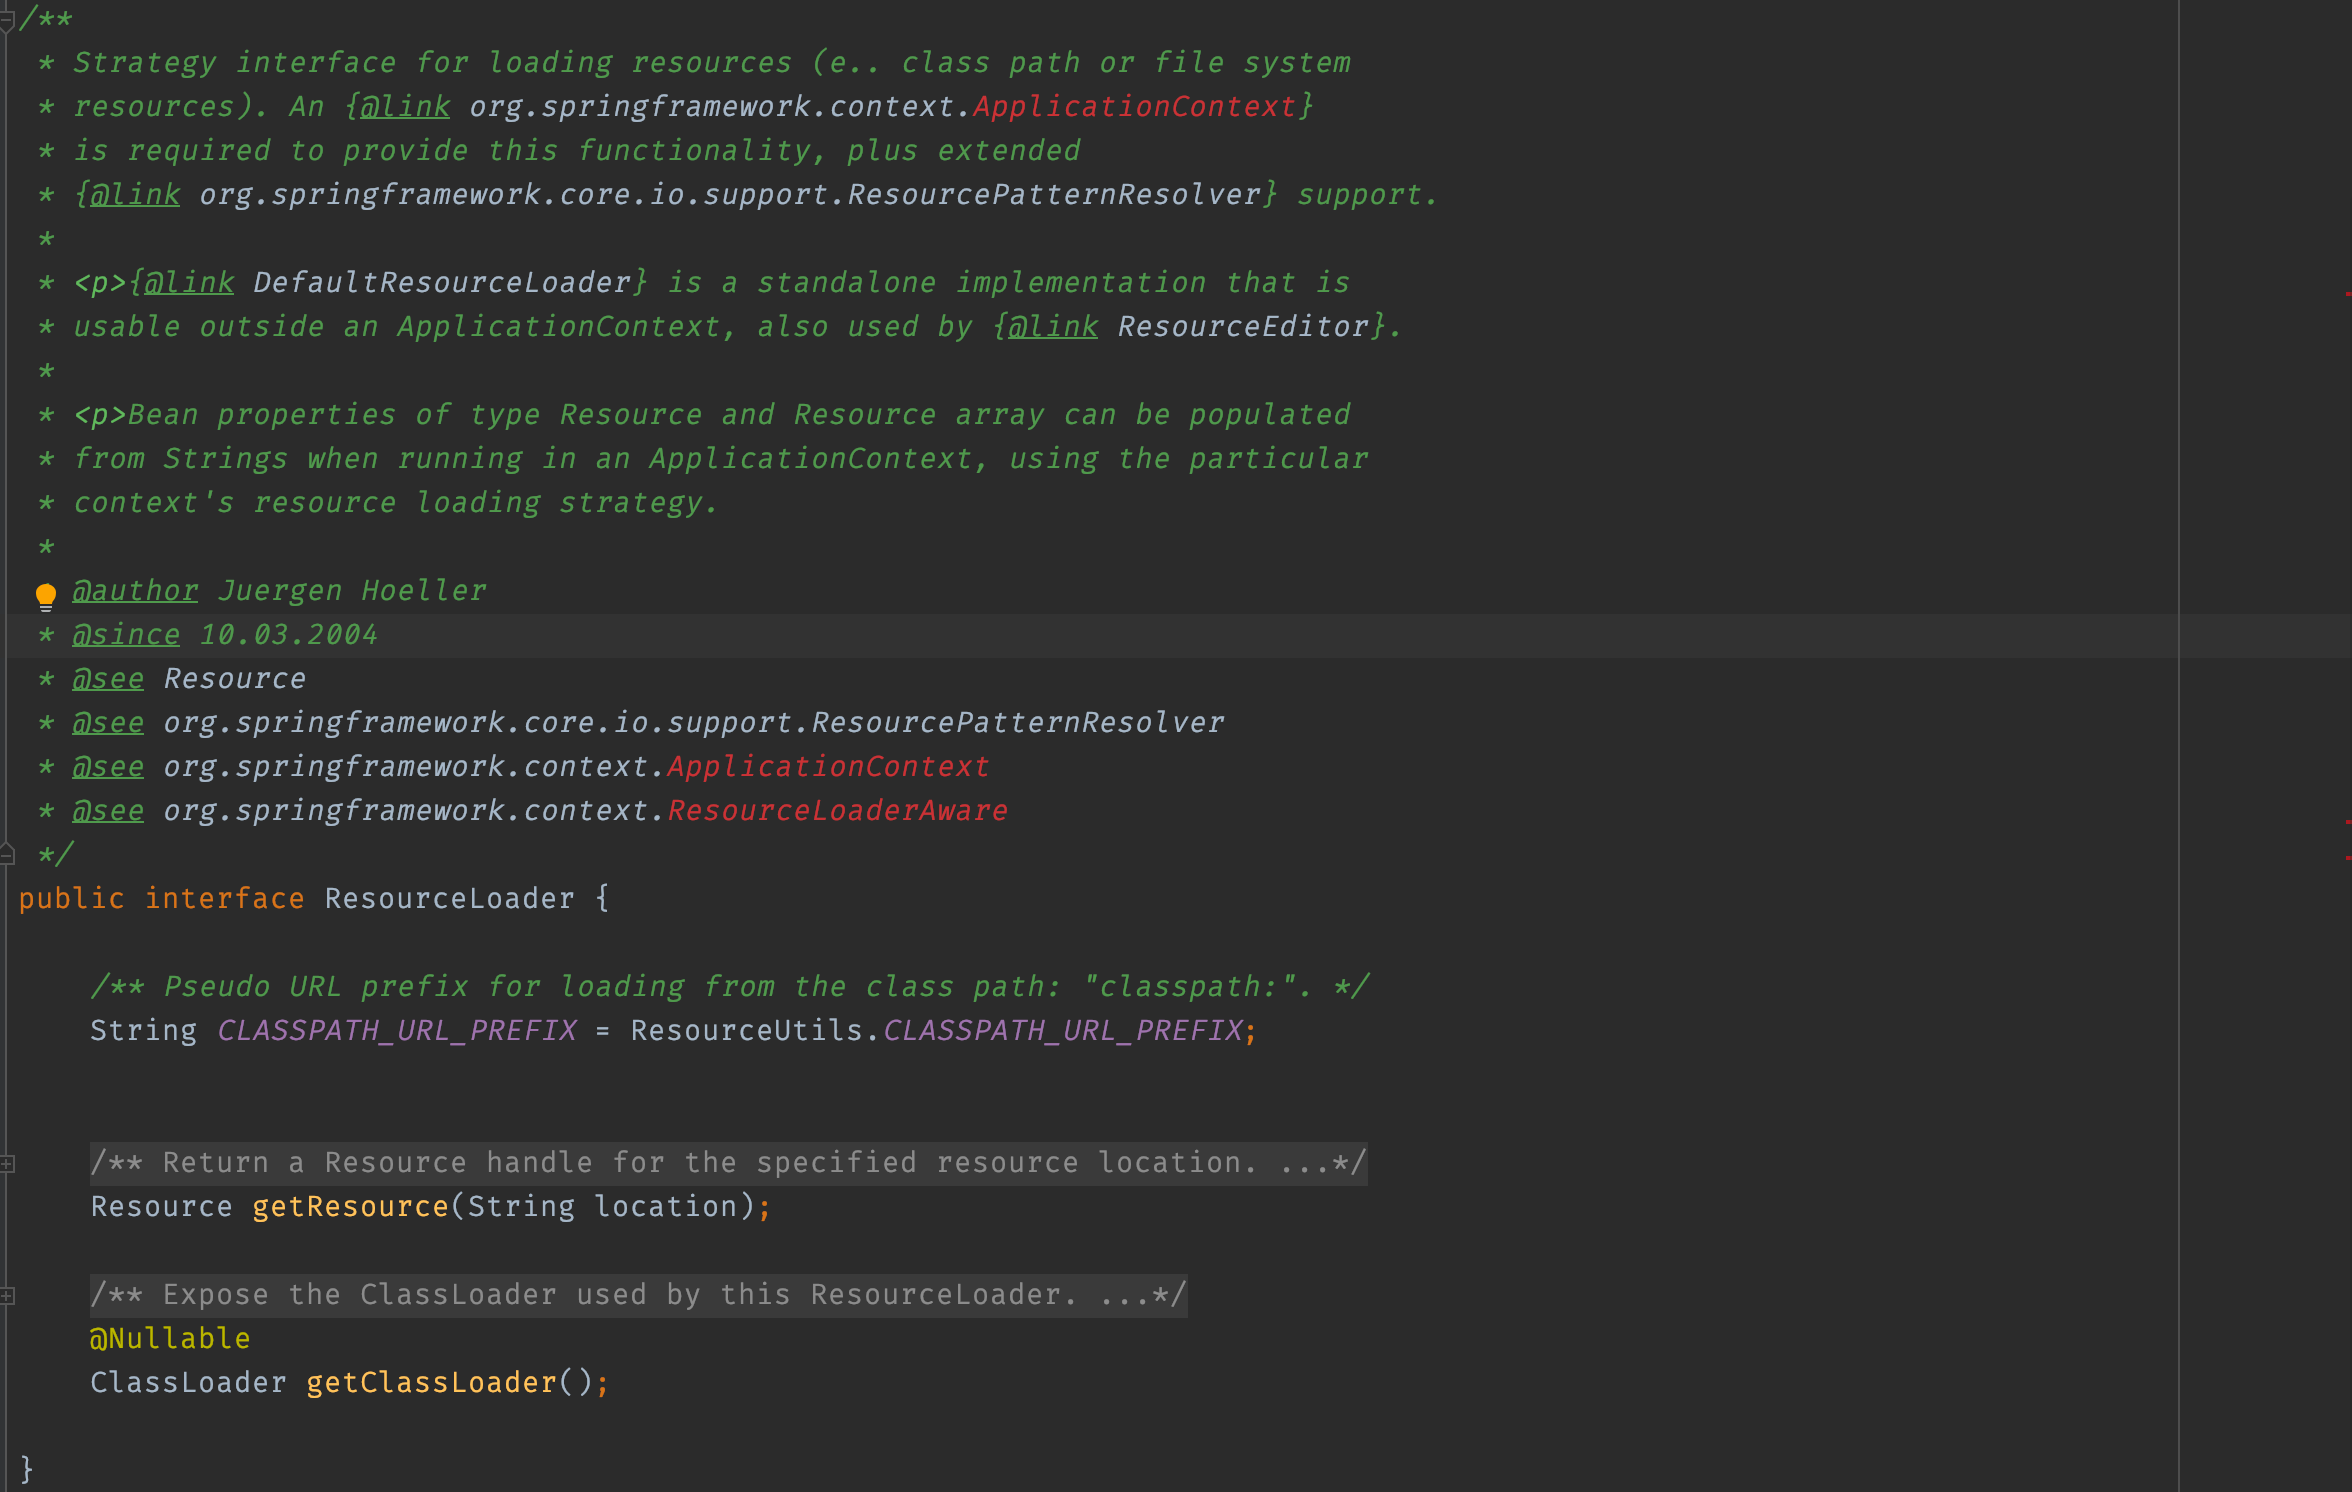 /**
* Strategy interface for loading resources (e.. class path or file system
* resources). An {@link org.springframework.context.ApplicationContext}
* is required to provide this functionality, plus extended
* {@link org.springframework.core.io.support.ResourcePatternResolver} support.
*
* <p>{@link DefaultResourceLoader} is a standalone implementation that is
* usable outside an ApplicationContext, also used by {@link ResourceEditor}.
*
* <p>Bean properties of type Resource and Resource array can be populated
* from Strings when running in an ApplicationContext, using the particular
* context's resource loading strategy.
*
@author Juergen Hoeller
* @since 10.03.2004
* @see Resource
* @see org.springframework.core.io.support.ResourcePatternResolver
* @see org.springframework.context.ApplicationContext
* @see org.springframework.context.ResourceLoaderAware
*/
public interface ResourceLoader {
/** Pseudo URL prefix for loading from the class path: "classpath:". */
String CLASSPATH_URL_PREFIX = ResourceUtils.CLASSPATH_URL_PREFIX;
/** Return a Resource handle for the specified resource location. ...*/
Resource getResource(String location);
/** Expose the ClassLoader used by this ResourceLoader. ...*/
@Nullable
ClassLoader getClassLoader();
}